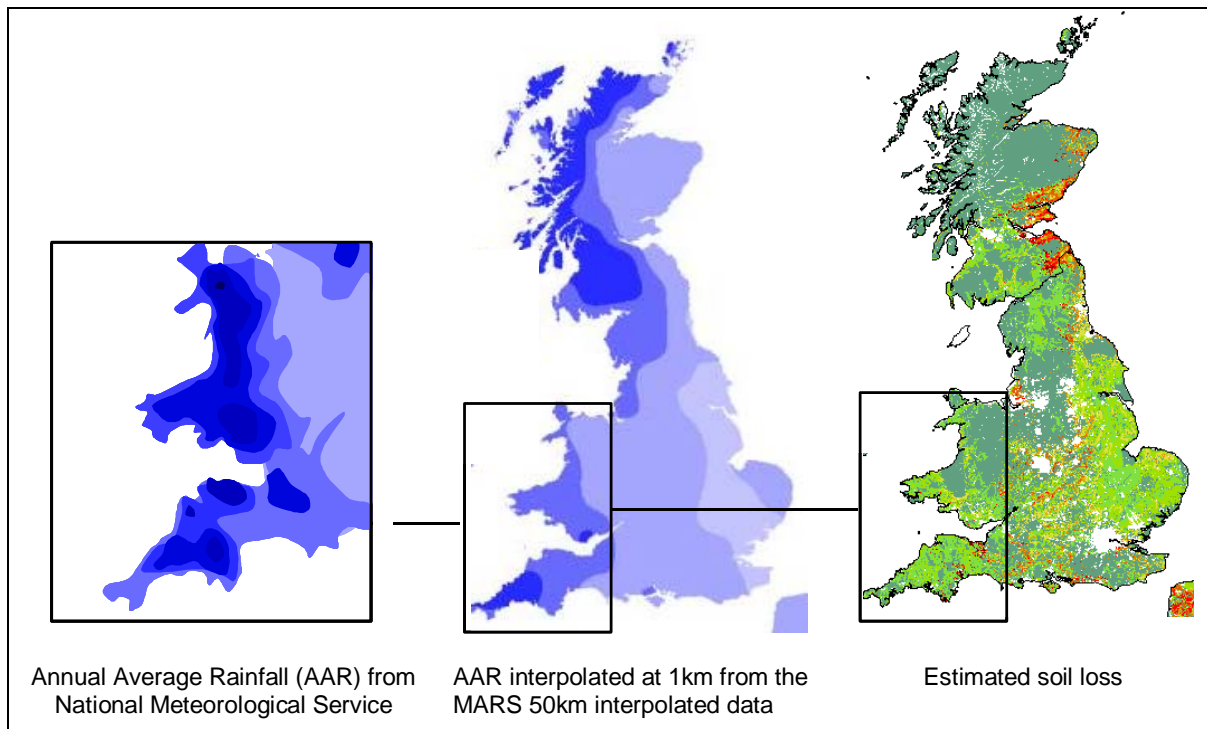 Annual Average Rainfall (AAR) from
National Meteorological Service
AAR interpolated at 1km from the
MARS 50km interpolated data
Estimated soil loss